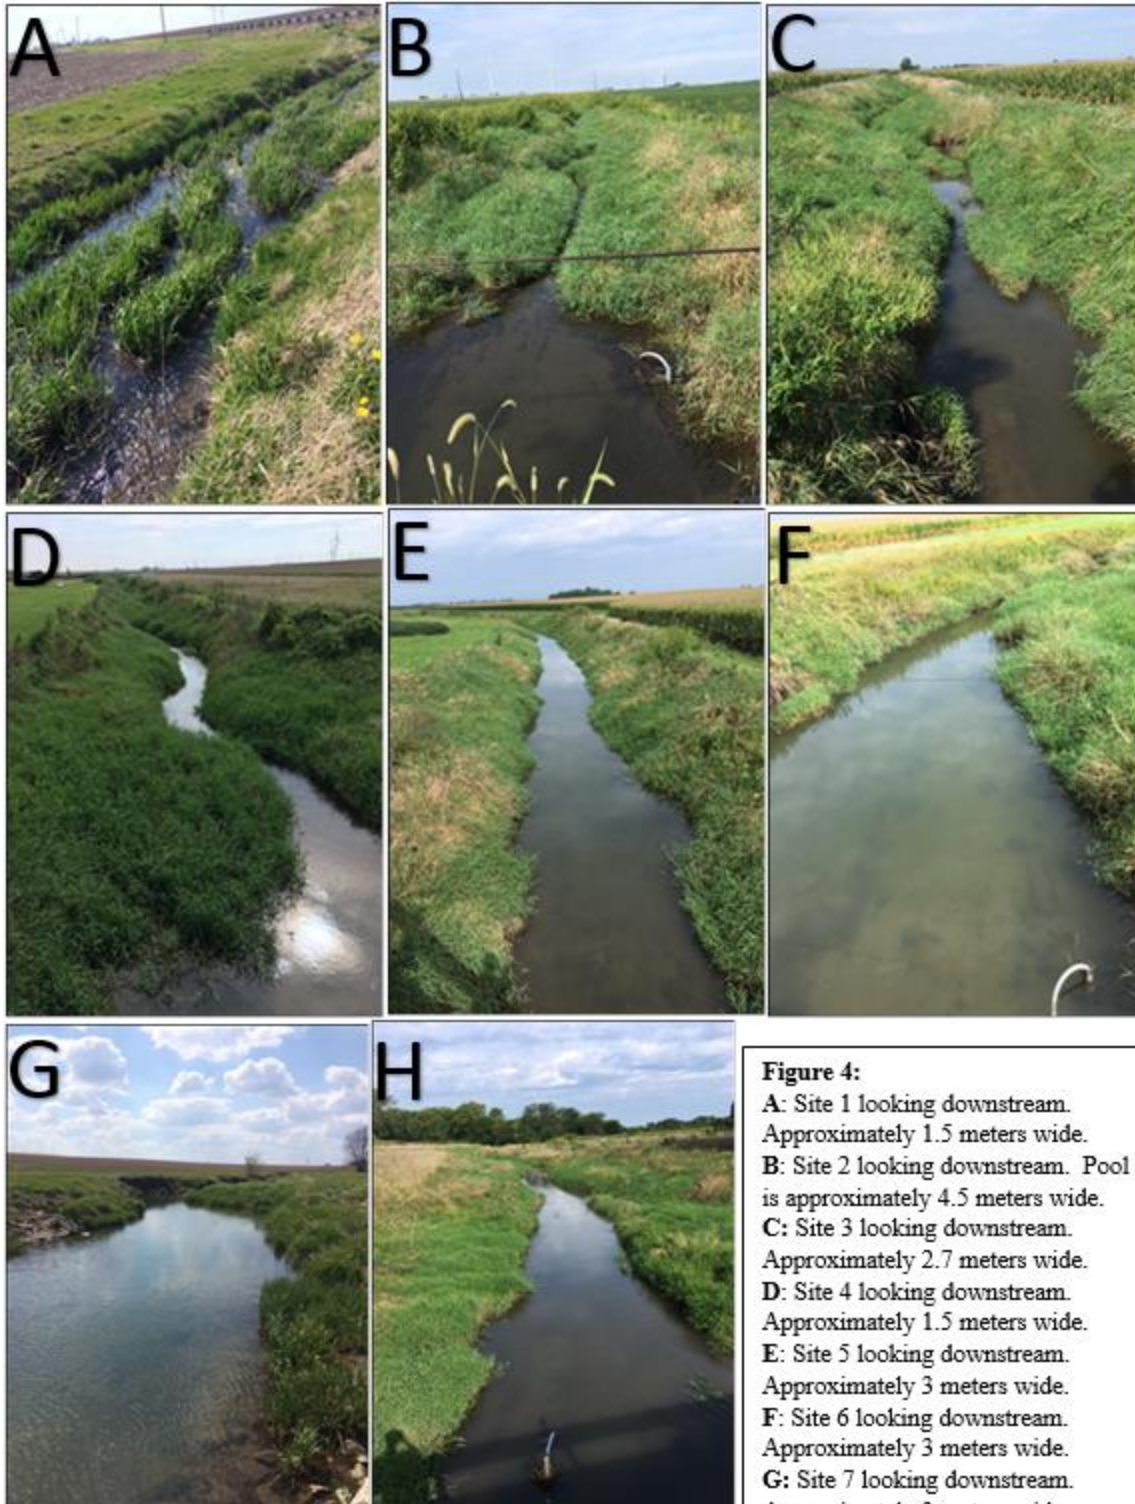 A
B
C
D
E
F
G
H
Figure 4:
A: Site 1 looking downstream.
Approximately 1.5 meters wide.
B: Site 2 looking downstream. Pool
is approximately 4.5 meters wide.
C: Site 3 looking downstream.
Approximately 2.7 meters wide.
D: Site 4 looking downstream.
Approximately 1.5 meters wide.
E: Site 5 looking downstream.
Approximately 3 meters wide.
F: Site 6 looking downstream.
Approximately 3 meters wide.
G: Site 7 looking downstream.